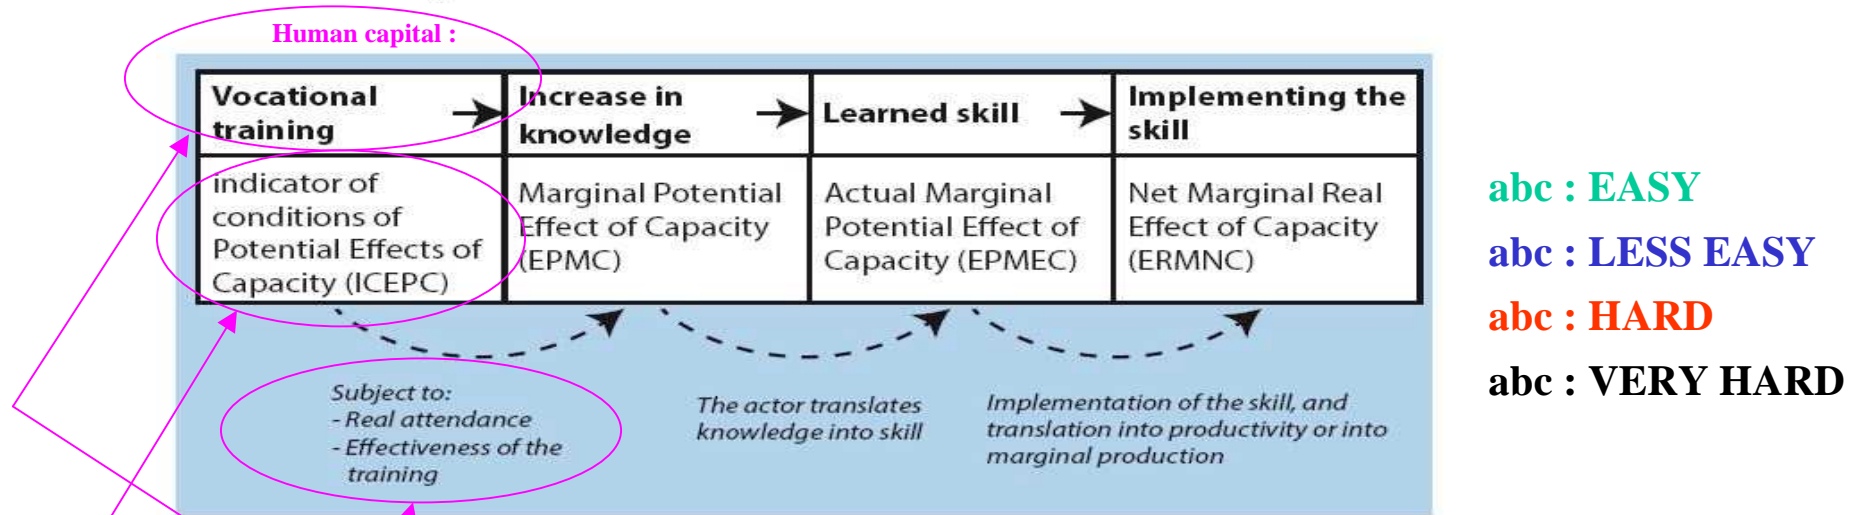 Human capital :
Vocational
training
Increase in
knowledge
Learned skill
Implementing the
skill
indicator of
conditions of
Potential Effects of
Capacity (ICEPC)
Marginal Potential
Effect of Capacity
(EPMC)
Actual Marginal
Potential Effect of
Capacity (EPMEC)
Net Marginal Real
Effect of Capacity
(ERMNC)
Subject to:
- Real attendance
- Effectiveness of the
training
The actor translates
knowledge into skill
Implementation of the skill, and
translation into productivity or into
marginal production
abc : EASY
abc : LESS EASY
abc : HARD
abc : VERY HARD